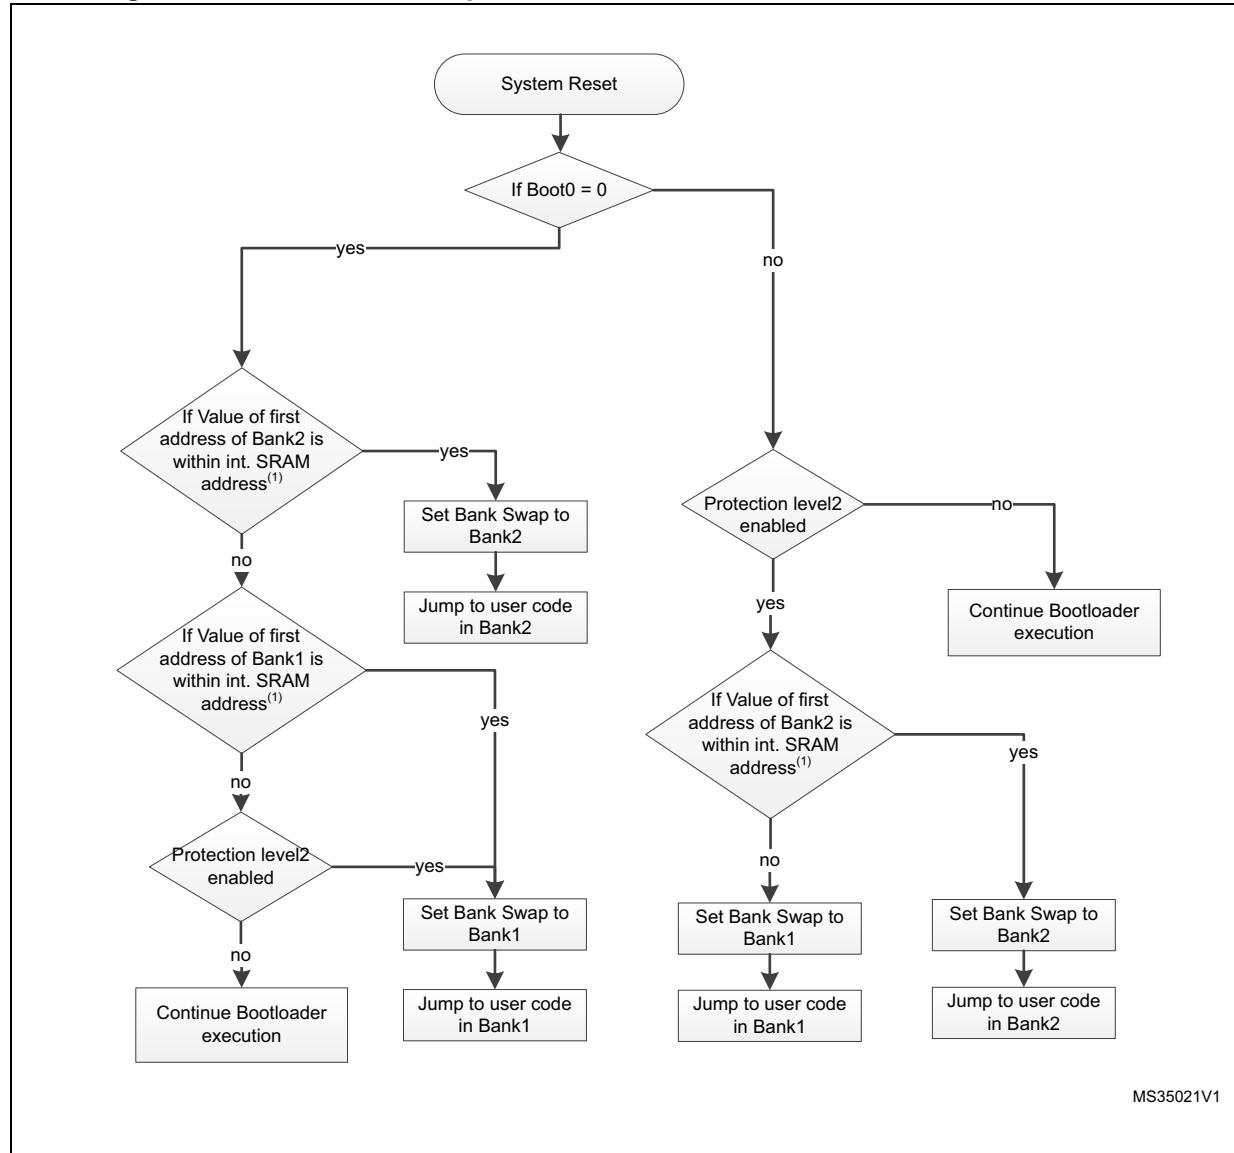 System Reset
If Boot0 = 0
yes
no
If Value of first
address of Bank2 is
within int. SRAM
address(1)
yes
Set Bank Swap to
Bank2
Protection level2
enabled
no
no
Jump to user code
in Bank2
yes
Continue Bootloader
execution
If Value of first
address of Bank1 is
within int. SRAM
address(1)
yes
If Value of first
address of Bank2 is
within int. SRAM
address(1)
yes
no
Protection level2
enabled
yes
no
Set Bank Swap to
Bank1
Set Bank Swap to
Bank1
Set Bank Swap to
Bank2
no
Continue Bootloader
execution
Jump to user code
in Bank1
Jump to user code
in Bank1
Jump to user code
in Bank2
MS35021V1